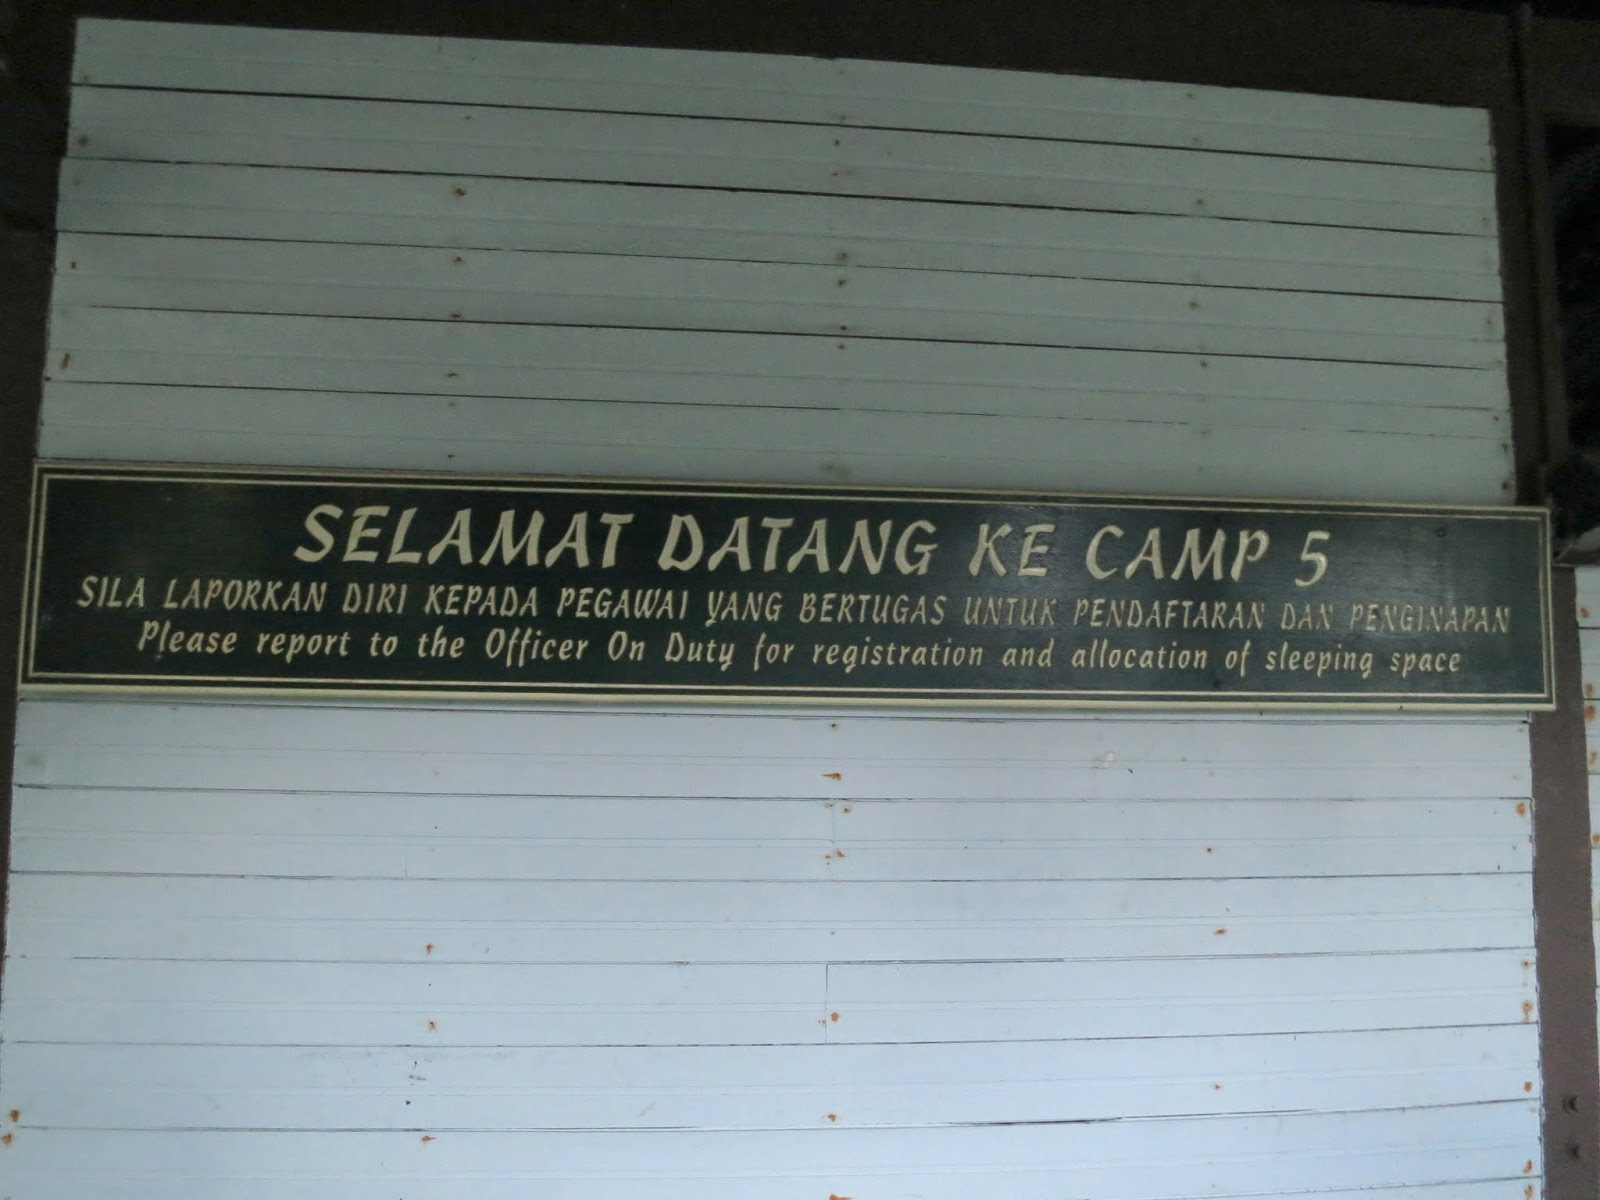 SELAMAT DATANG KE CAMP 5
SILA LAPORKAN DIRI KEPADA PEGAWAI YANG BERTUGAS UNTUK PENDAFTARAN DAN PENGINAPAN
Please report to the Officer On Duty for registration and allocation of sleeping space